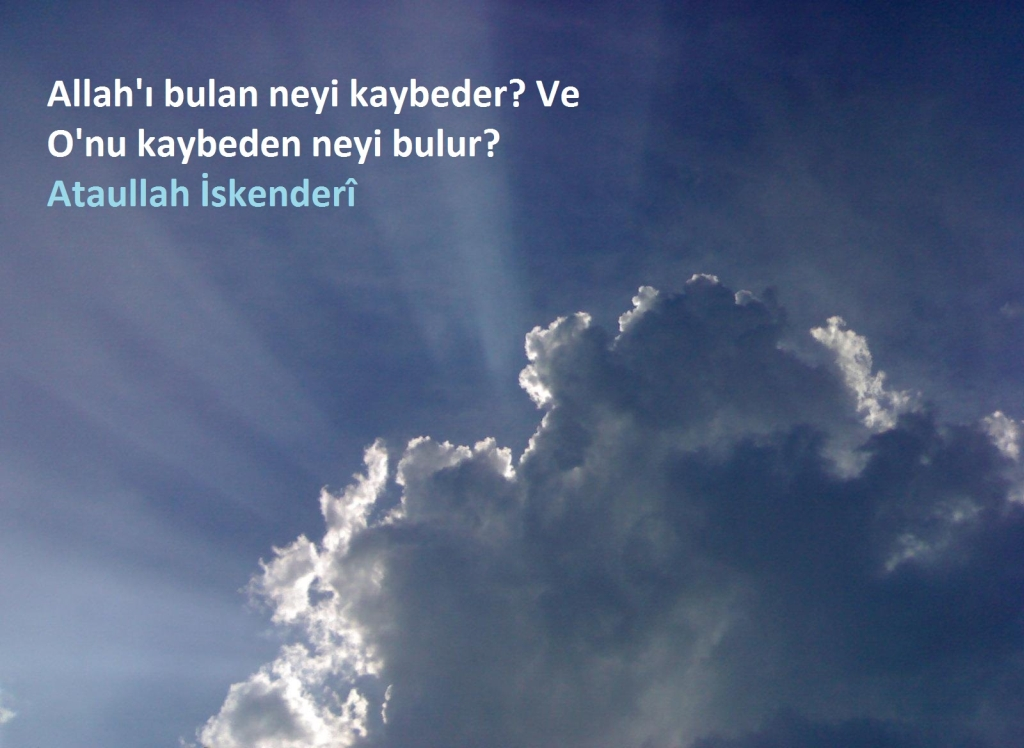 Allah'ı bulan neyi kaybeder? Ve
O'nu kaybeden neyi bulur?
Ataullah İskenderî